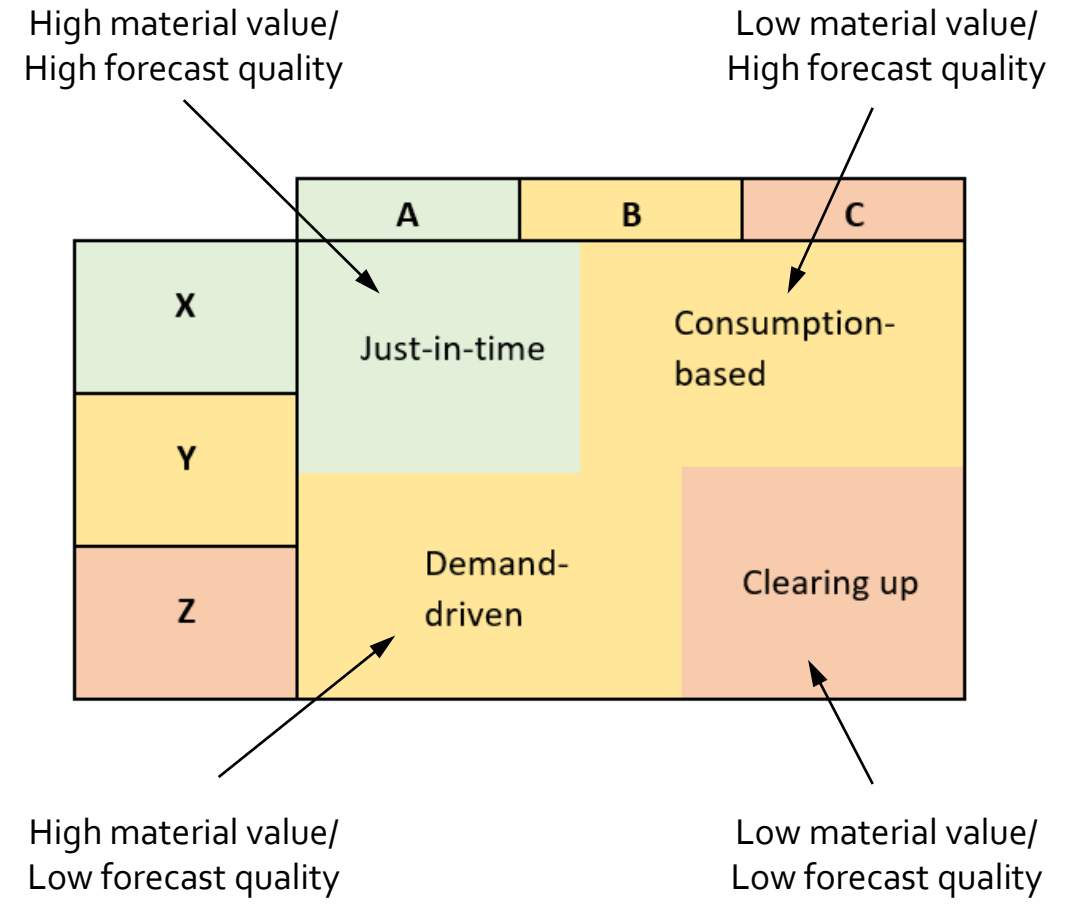 High material value/
High forecast quality
Low material value/
High forecast quality
A
B
C
X
Just-in-time
Consumption-
based
Y
Demand-
driven
Clearing up
Z
High material value/
Low forecast quality
Low material value/
Low forecast quality